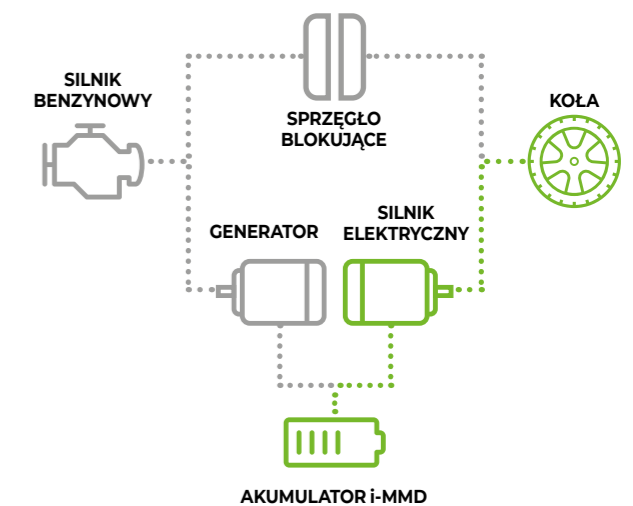 SILNIK
BENZYNOWY
SPRZĘGŁO
BLOKUJĄCE
KOŁA
GENERATOR
SILNIK
ELEKTRYCZNY
AKUMULATOR i-MMD